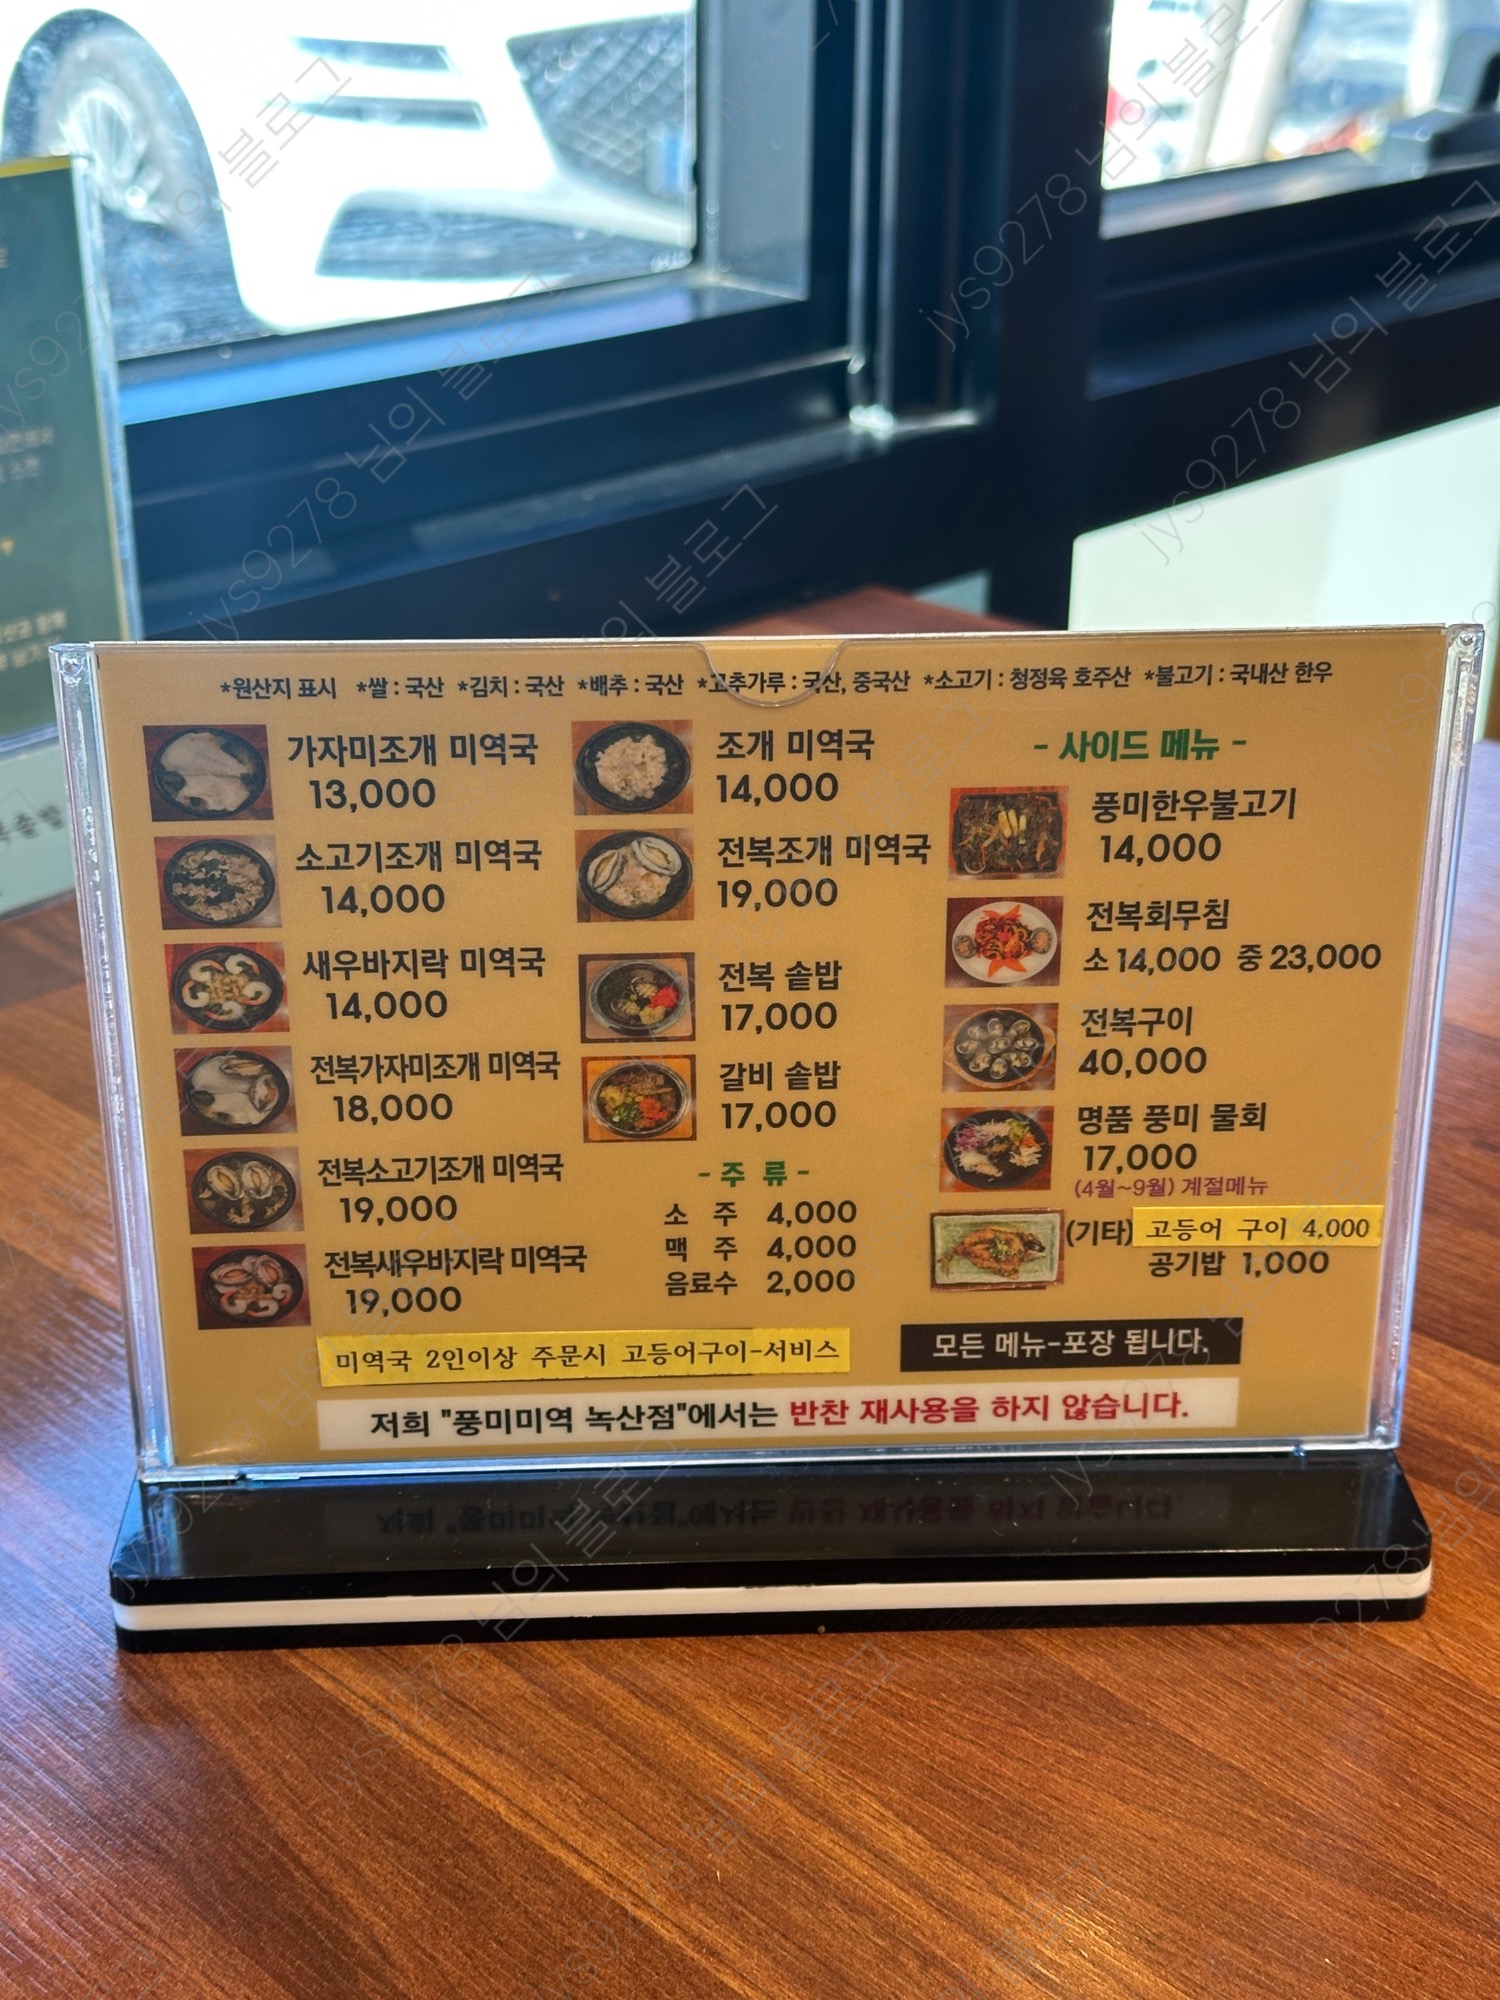 *원산지 표시 *쌀 : 국산 *김치 : 국산 *배추 : 국산 *고추가루 : 국산, 중국산 *소고기 : 청정육 호주산 *불고기 : 국내산 한우
가자미조개 미역국
13,000
소고기조개 미역국
14,000
새우바지락 미역국
14,000
전복가자미조개 미역국
18,000
전복소고기조개 미역국
19,000
전복새우바지락 미역국
19,000
조개 미역국
14,000
전복조개 미역국
19,000
전복 솥밥
17,000
갈비 솥밥
17,000
- 주 류 -
소 주 4,000
맥 주 4,000
음료수 2,000
- 사이드 메뉴 -
풍미한우불고기
14,000
전복회무침
소 14,000 중 23,000
전복구이
40,000
명품 풍미 물회
17,000
(4월~9월) 계절메뉴
(기타) 고등어 구이 4,000
공기밥 1,000
미역국 2인이상 주문시 고등어구이-서비스
모든 메뉴-포장 됩니다.
저희 "풍미미역 녹산점"에서는 반찬 재사용을 하지 않습니다.
jys9278 님의 블로그